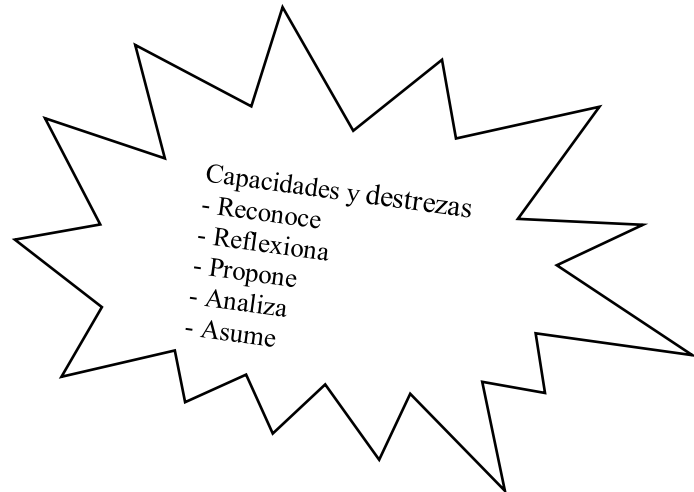 Capacidades y destrezas
- Reconoce
- Reflexiona
- Propone
- Analiza
- Asume